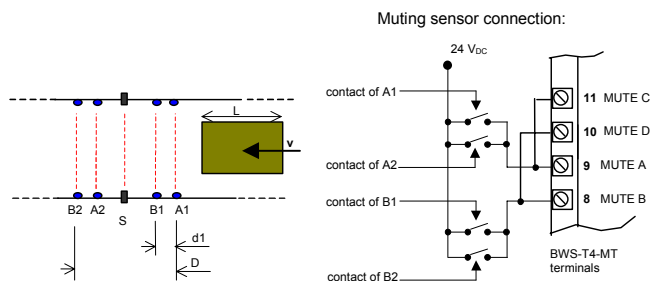 Muting sensor connection:
24 VDC
contact of A1
contact of A2
contact of B1
contact of B2
11 MUTE C
10 MUTE D
9 MUTE A
8 MUTE B
BWS-T4-MT
terminals
L
v
B2 A2 S B1 A1
d1
D